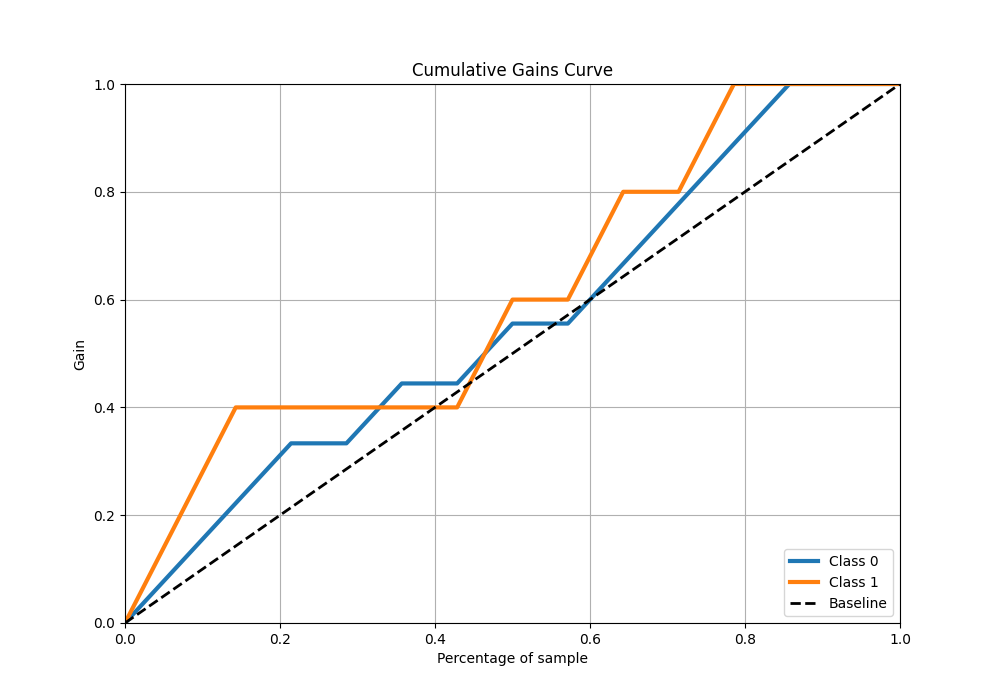 Cumulative Gains Curve
1.0
0.8
0.6
0.4
0.2
0.0
Gain
0.0 0.2 0.4 0.6 0.8 1.0
Percentage of sample
Class 0
Class 1
Baseline